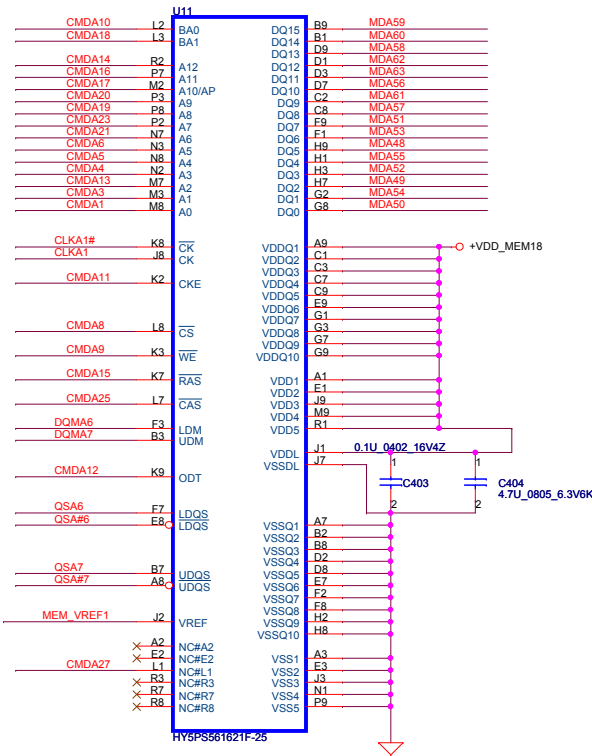 U11
CMDA10 L2 BA0 DQ15 B9 MDA59
CMDA18 L3 BA1 DQ14 B1 MDA60
DQ13 D9 MDA58
CMDA14 R2 A12 DQ12 D1 MDA62
CMDA16 P7 A11 DQ11 D3 MDA63
CMDA17 M2 A10/AP DQ10 D7 MDA56
CMDA20 P3 A9 DQ9 C2 MDA61
CMDA19 P8 A8 DQ8 C8 MDA57
CMDA23 P2 A7 DQ7 F9 MDA51
CMDA21 N7 A6 DQ6 F1 MDA53
CMDA6 N3 A5 DQ5 H9 MDA48
CMDA5 N8 A4 DQ4 H1 MDA55
CMDA4 N2 A3 DQ3 H3 MDA52
CMDA13 M7 A2 DQ2 H7 MDA49
CMDA3 M3 A1 DQ1 G2 MDA54
CMDA1 M8 A0 DQ0 G8 MDA50
CLKA1# K8 CK VDDQ1 A9 +VDD_MEM18
CLKA1 J8 CK VDDQ2 C1
VDDQ3 C3
CMDA11 K2 CKE VDDQ4 C7
VDDQ5 C9
VDDQ6 E9
VDDQ7 G1
CMDA8 L8 CS VDDQ8 G3
VDDQ9 G7
CMDA9 K3 WE VDDQ10 G9
CMDA15 K7 RAS VDD1 A1
VDD2 E1
CMDA25 L7 CAS VDD3 J9
VDD4 M9
DQMA6 F3 LDM VDD5 R1
DQMA7 B3 UDM
VDDL J1 0.1U_0402_16V4Z
VSSDL J7 1 1
CMDA12 K9 ODT
C403 C404
4.7U_0805_6.3V6K
2 2
QSA6 F7 LDQS
QSA#6 E8 LDQS VSSQ1 A7
VSSQ2 B2
VSSQ3 B8
VSSQ4 D2
QSA7 B7 UDQS VSSQ5 D8
QSA#7 A8 UDQS VSSQ6 E7
VSSQ7 F2
VSSQ8 F8
MEM_VREF1 J2 VREF VSSQ9 H2
VSSQ10 H8
A2 NC#A2
E2 NC#E2 VSS1 A3
CMDA27 L1 NC#L1 VSS2 E3
R3 NC#R3 VSS3 J3
R7 NC#R7 VSS4 N1
R8 NC#R8 VSS5 P9
HY5PS561621F-25